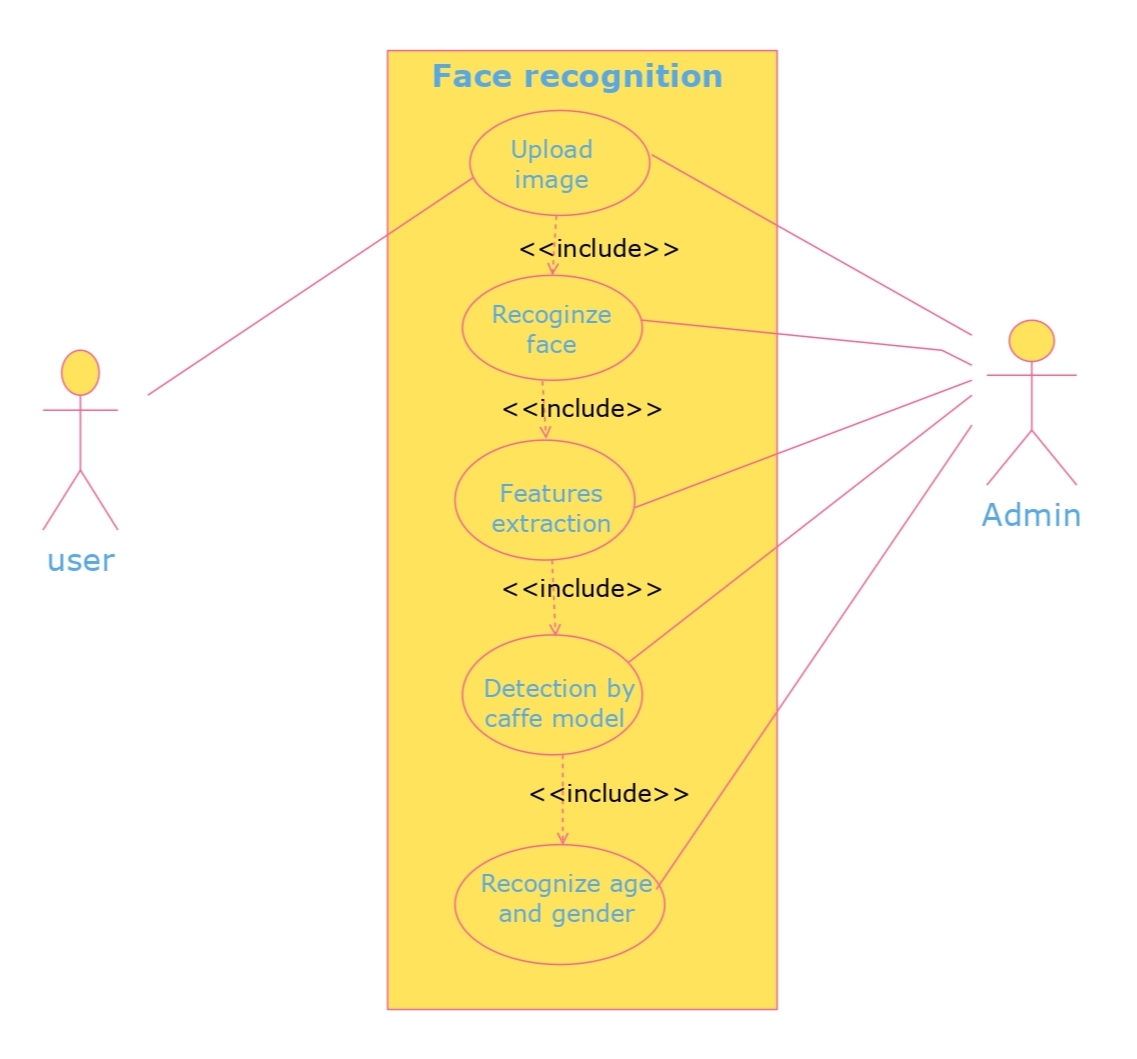 Face recognition
Upload
image
<<include>>
Recoginze
face
<<include>>
Features
extraction
<<include>>
Detection by
caffe model
<<include>>
Recognize age
and gender
user
Admin